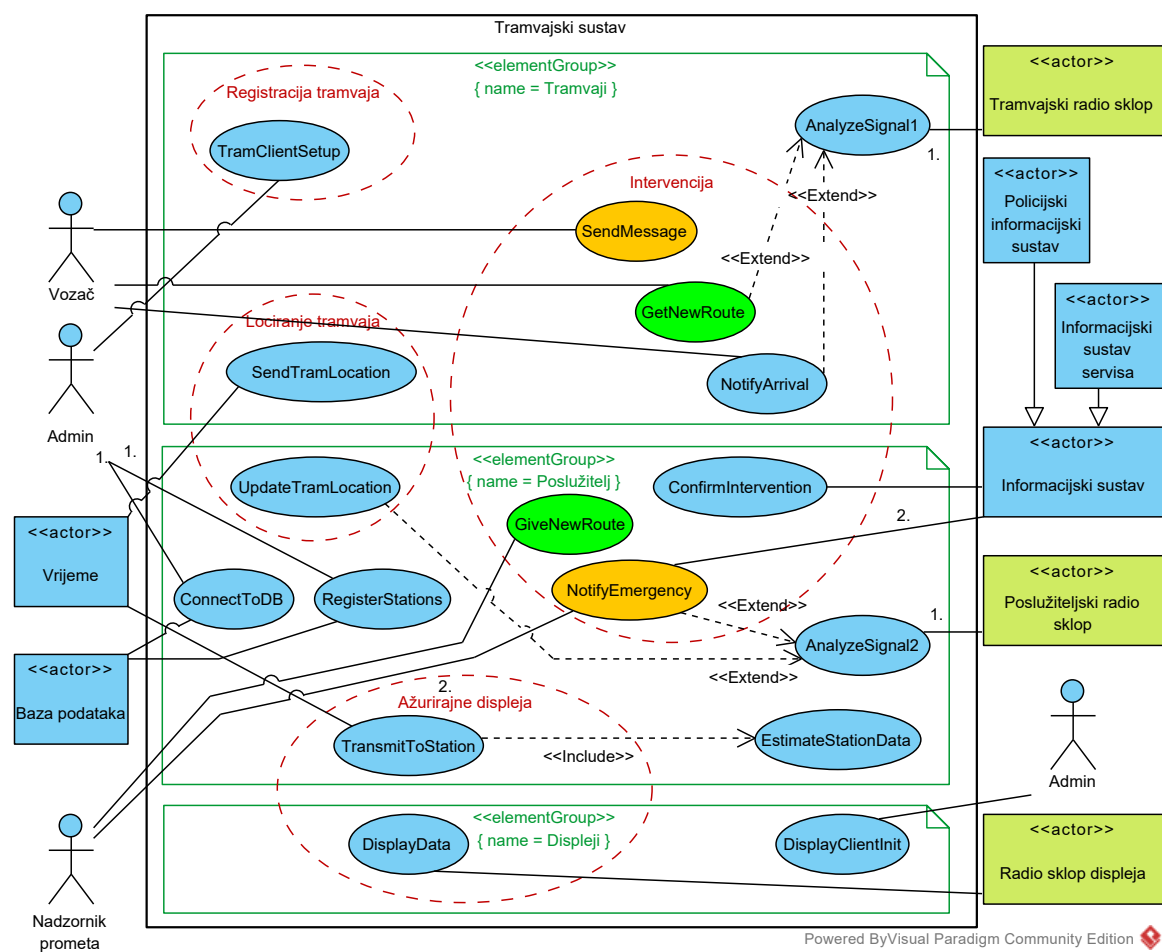 Tramvajski sustav
<<elementGroup>>
{ name = Tramvaji }
Registracija tramvaja
TramClientSetup
AnalyzeSignal1
1.
<<actor>>
Tramvajski radio sklop
Intervencija
<<Extend>>
SendMessage
<<Extend>>
GetNewRoute
NotifyArrival
Vozač
Admin
Lociranje tramvaja
SendTramLocation
<<actor>>
Policijski
informacijski
sustav
<<actor>>
Informacijski
sustav
servisa
<<actor>>
Informacijski sustav
1.
1.
<<elementGroup>>
{ name = Poslužitelj }
UpdateTramLocation
ConfirmIntervention
GiveNewRoute
2.
<<actor>>
Vrijeme
ConnectToDB
RegisterStations
NotifyEmergency
<<Extend>>
1.
AnalyzeSignal2
<<Extend>>
<<actor>>
Poslužiteljski radio
sklop
<<actor>>
Baza podataka
2.
Ažurirajne displeja
TransmitToStation
<<Include>>
EstimateStationData
Admin
<<elementGroup>>
{ name = Displeji }
DisplayData
DisplayClientInit
<<actor>>
Radio sklop displeja
Nadzornik
prometa
Powered ByVisual Paradigm Community Edition